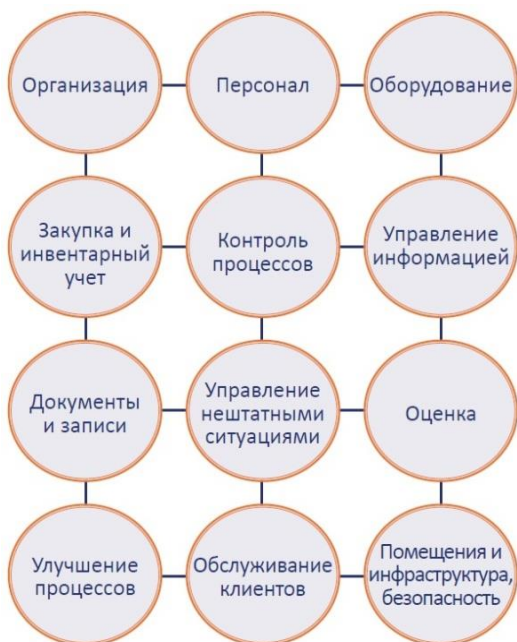 Организация
Персонал
Оборудование
Закупка и
инвентарный
учет
Контроль
процессов
Управление
информацией
Документы
и записи
Управление
нештатными
ситуациями
Оценка
Улучшение
процессов
Обслуживание
клиентов
Помещения и
инфраструктура,
безопасность